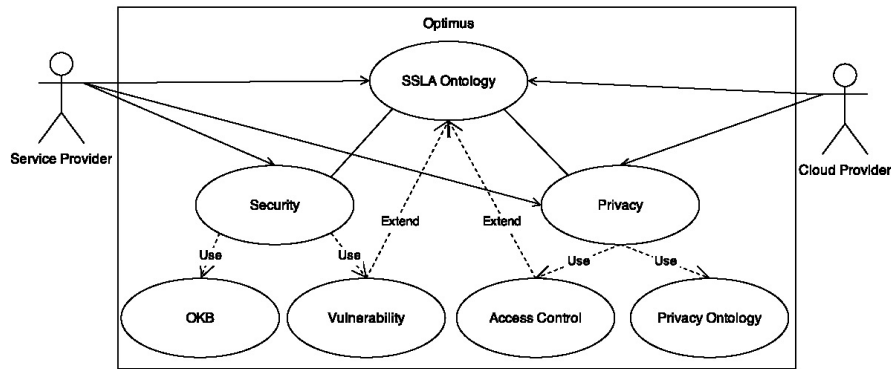 Optimus
SSLA Ontology
Service Provider
Cloud Provider
Security
Privacy
Extend
Extend
Use
Use
Use
Use
OKB
Vulnerability
Access Control
Privacy Ontology